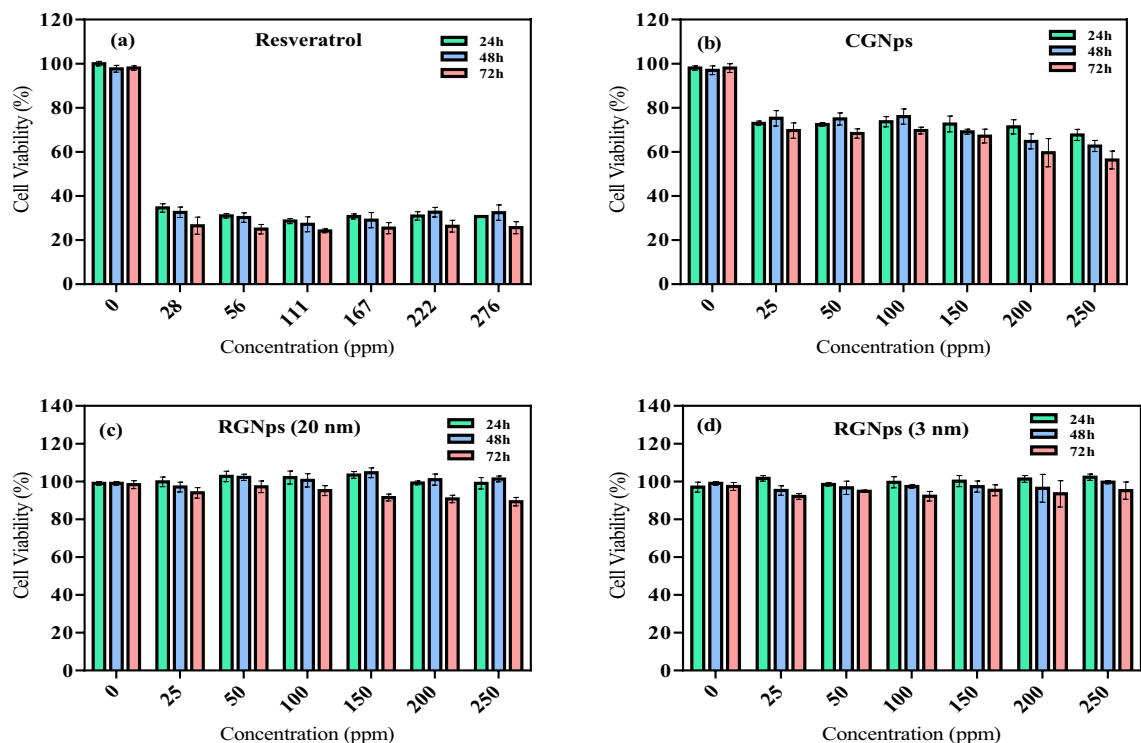 (a)
Resveratrol
24h
48h
72h
Cell Viability (%)
120
100
80
60
40
20
0
0 28 56 111 167 222 276
Concentration (ppm)
(b)
CGNps
24h
48h
72h
Cell Viability (%)
120
100
80
60
40
20
0
0 25 50 100 150 200 250
Concentration (ppm)
(c)
RGNps (20 nm)
24h
48h
72h
Cell Viability (%)
140
120
100
80
60
40
20
0
0 25 50 100 150 200 250
Concentration (ppm)
(d)
RGNps (3 nm)
24h
48h
72h
Cell Viability (%)
140
120
100
80
60
40
20
0
0 25 50 100 150 200 250
Concentration (ppm)